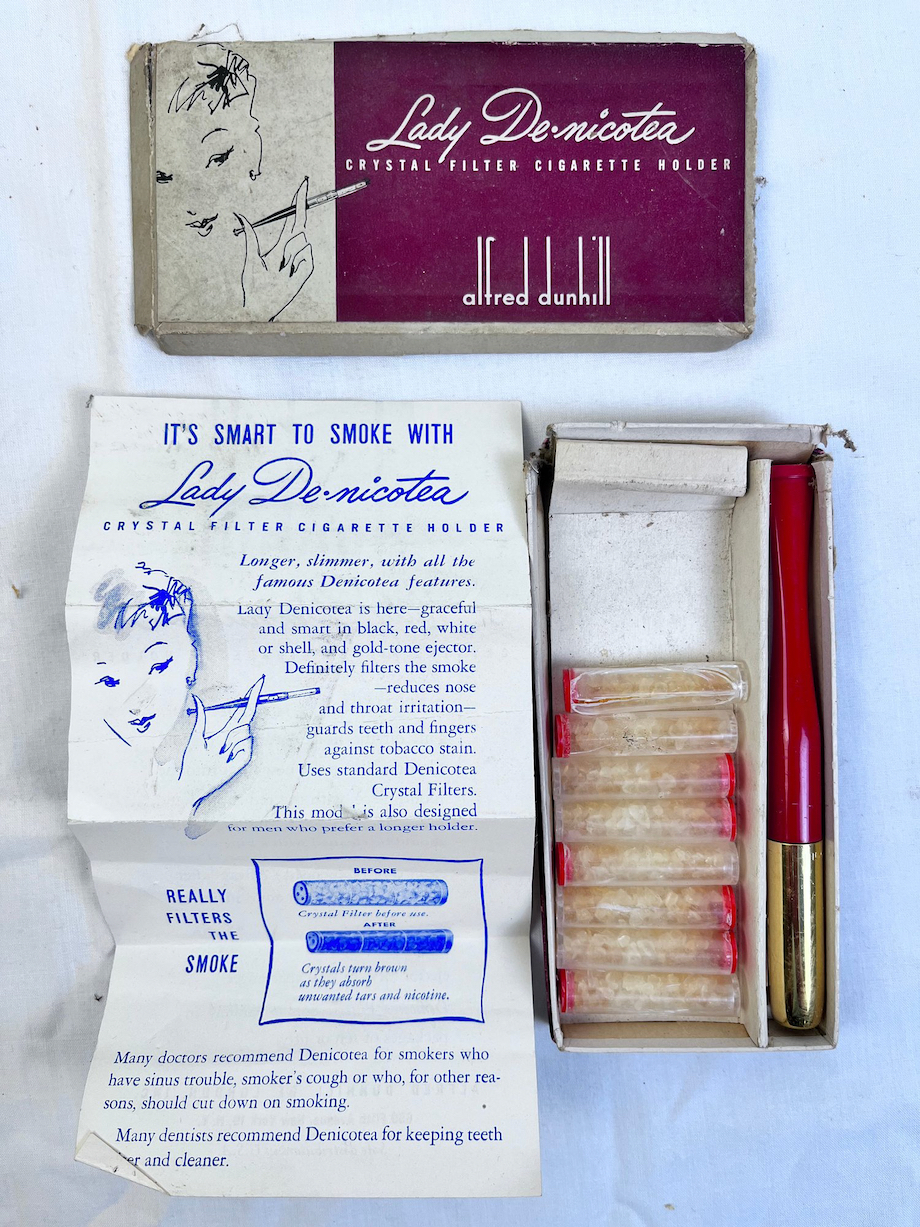 Lady De·nicotea
CRYSTAL FILTER CIGARETTE HOLDER
alfred dunhill
IT'S SMART TO SMOKE WITH
Lady De·nicotea
CRYSTAL FILTER CIGARETTE HOLDER
Longer, slimmer, with all the
famous Denicotea features.
Lady Denicotea is here—graceful
and smart in black, red, white
or shell, and gold-tone ejector.
Definitely filters the smoke
—reduces nose
and throat irritation—
guards teeth and fingers
against tobacco stain.
Uses standard Denicotea
Crystal Filters.
This is also designed
for men who prefer a longer holder.
REALLY
FILTERS
THE
SMOKE
BEFORE
Crystal Filter before use.
AFTER
Crystals turn brown
as they absorb
unwanted tars and nicotine.
Many doctors recommend Denicotea for smokers who
have sinus trouble, smoker's cough or who, for other rea-
sons, should cut down on smoking.
Many dentists recommend Denicotea for keeping teeth
and cleaner.